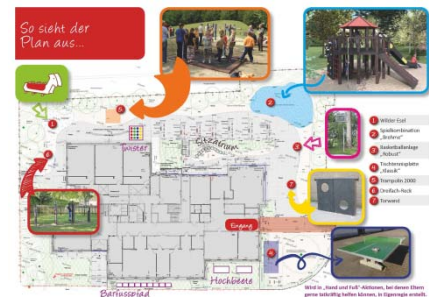 So sieht der
Plan aus...
Twister
Sitzatrium
Eingang
Hochbeete
Barfusspfad
1 Wilder Esel
2 Spielkombination
3 Basketballanlage
"Robust"
4 Tischtennisplatte
"Klassik"
5 Trampolin 2000
6 Dreifach-Reck
7 Torwand
Wird in „Hand und Fuß“-Aktionen, bei denen Eltern
gerne tatkräftig helfen können, in Eigenregie erstellt.